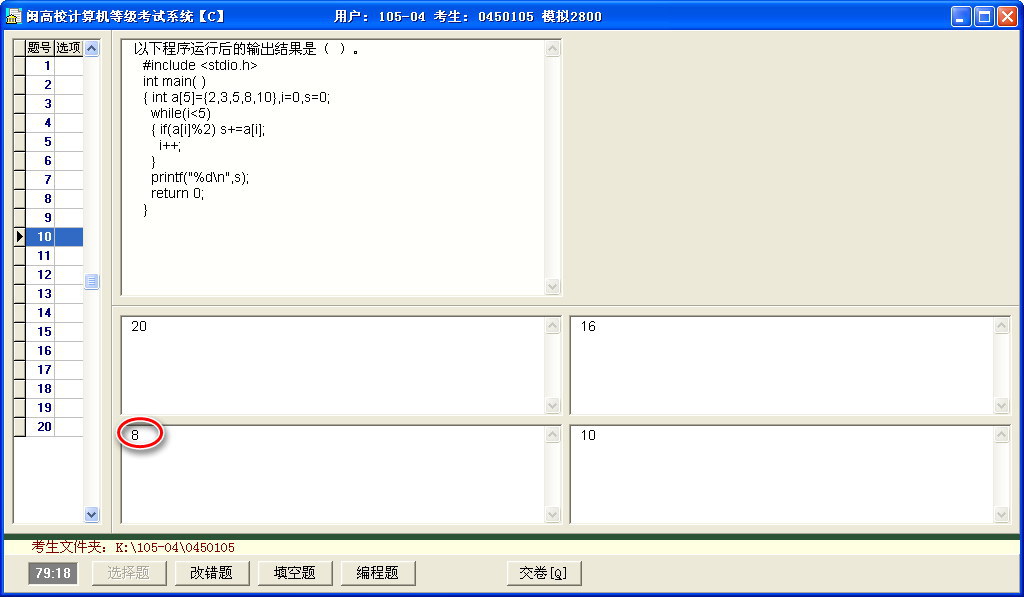 闽高校计算机等级考试系统【C】 用户: 105-04 考生: 0450105 模拟2800
题号 选项
1
2
3
4
5
6
7
8
9
10
11
12
13
14
15
16
17
18
19
20
以下程序运行后的输出结果是（ ）。
#include <stdio.h>
int main( )
{ int a[5]={2,3,5,8,10},i=0,s=0;
while(i<5)
{ if(a[i]%2) s+=a[i];
i++;
}
printf("%d\n",s);
return 0;
}
20
16
8
10
考生文件夹: K:\105-04\0450105
79:18 选择题 改错题 填空题 编程题 交卷[Q]